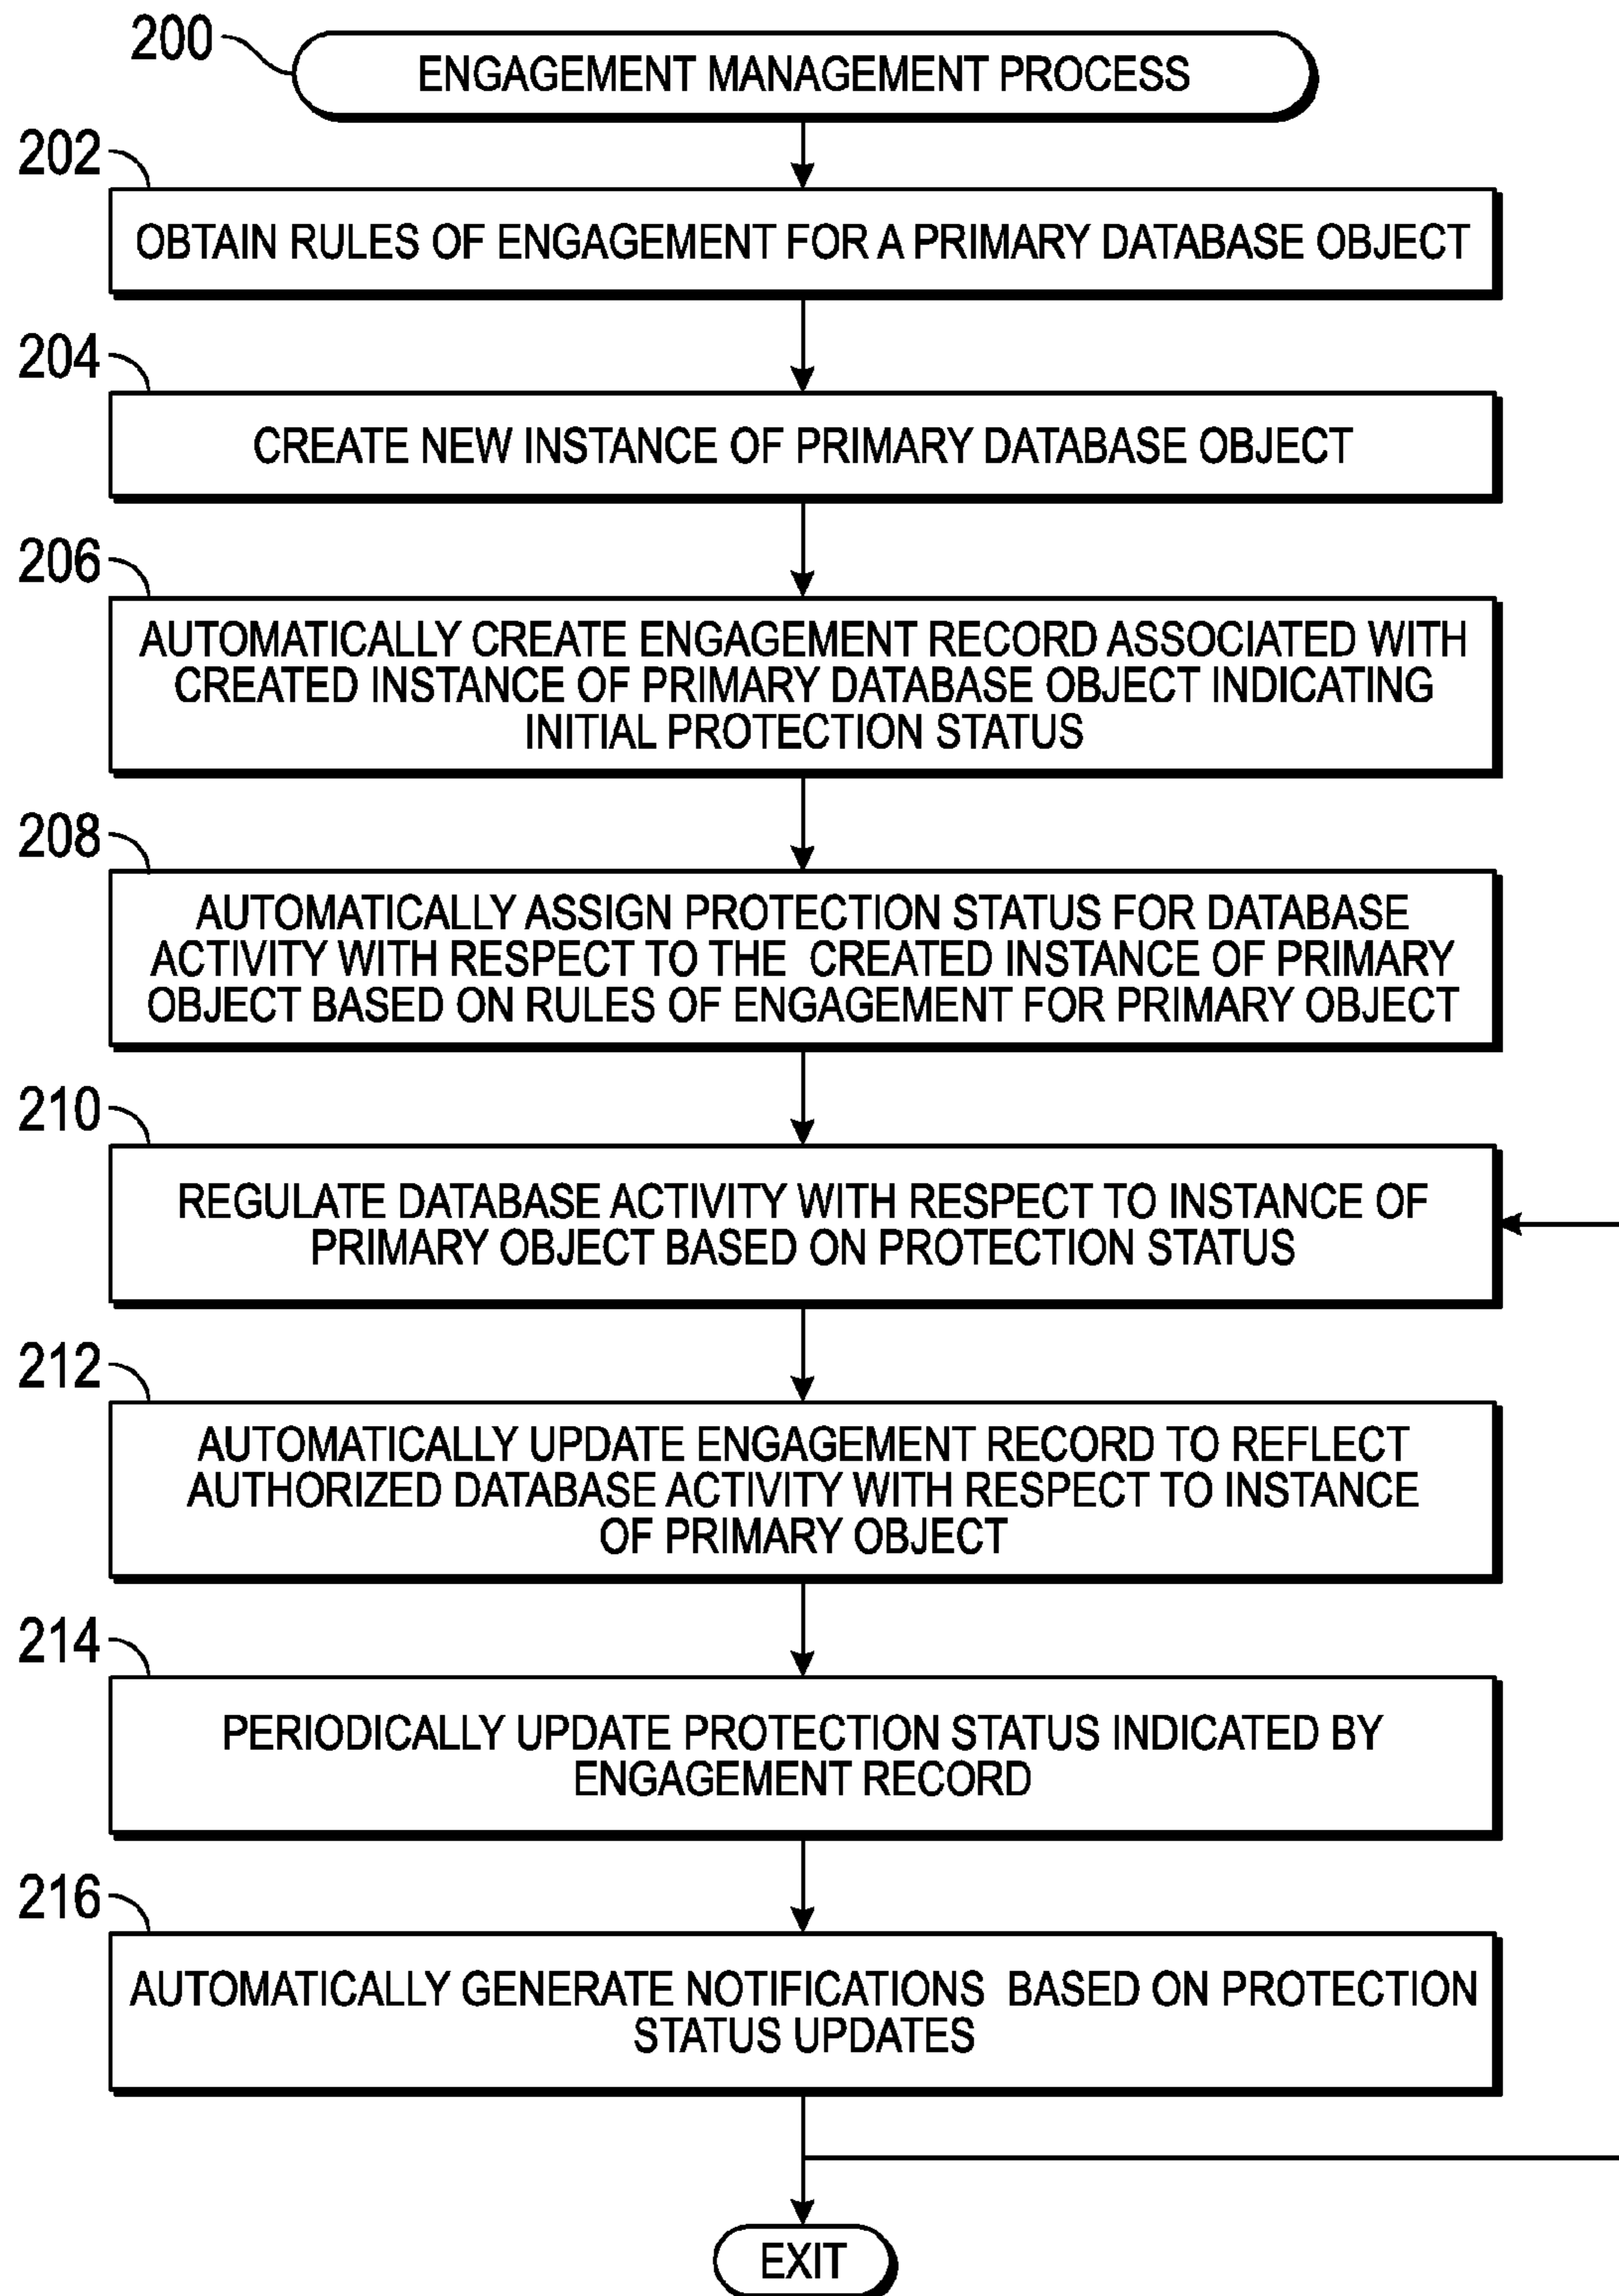 200
ENGAGEMENT MANAGEMENT PROCESS
202
OBTAIN RULES OF ENGAGEMENT FOR A PRIMARY DATABASE OBJECT
204
CREATE NEW INSTANCE OF PRIMARY DATABASE OBJECT
206
AUTOMATICALLY CREATE ENGAGEMENT RECORD ASSOCIATED WITH
CREATED INSTANCE OF PRIMARY DATABASE OBJECT INDICATING
INITIAL PROTECTION STATUS
208
AUTOMATICALLY ASSIGN PROTECTION STATUS FOR DATABASE
ACTIVITY WITH RESPECT TO THE CREATED INSTANCE OF PRIMARY
OBJECT BASED ON RULES OF ENGAGEMENT FOR PRIMARY OBJECT
210
REGULATE DATABASE ACTIVITY WITH RESPECT TO INSTANCE OF
PRIMARY OBJECT BASED ON PROTECTION STATUS
212
AUTOMATICALLY UPDATE ENGAGEMENT RECORD TO REFLECT
AUTHORIZED DATABASE ACTIVITY WITH RESPECT TO INSTANCE
OF PRIMARY OBJECT
214
PERIODICALLY UPDATE PROTECTION STATUS INDICATED BY
ENGAGEMENT RECORD
216
AUTOMATICALLY GENERATE NOTIFICATIONS BASED ON PROTECTION
STATUS UPDATES
EXIT